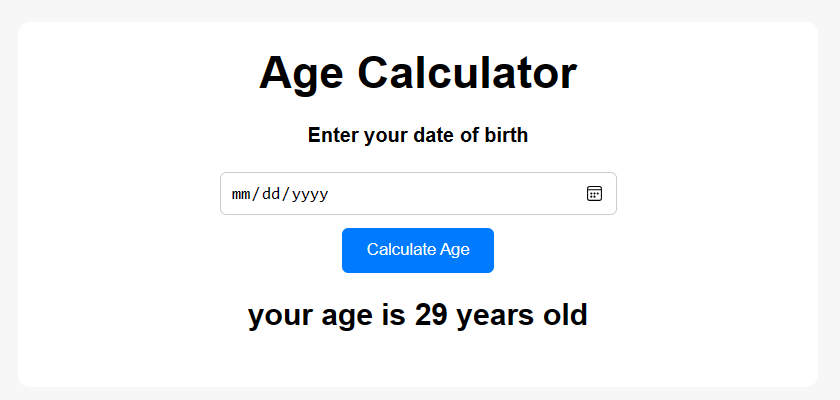 Age Calculator
Enter your date of birth
mm/dd/yyyy
Calculate Age
your age is 29 years old